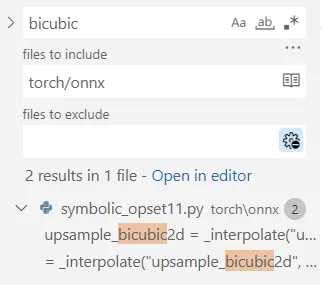 bicubic Aa ab .*
files to include ...
torch/onnx
files to exclude
2 results in 1 file - Open in editor
symbolic_opset11.py torch\onnx 2
upsample_bicubic2d = _interpolate("u...
= _interpolate("upsample_bicubic2d", ...